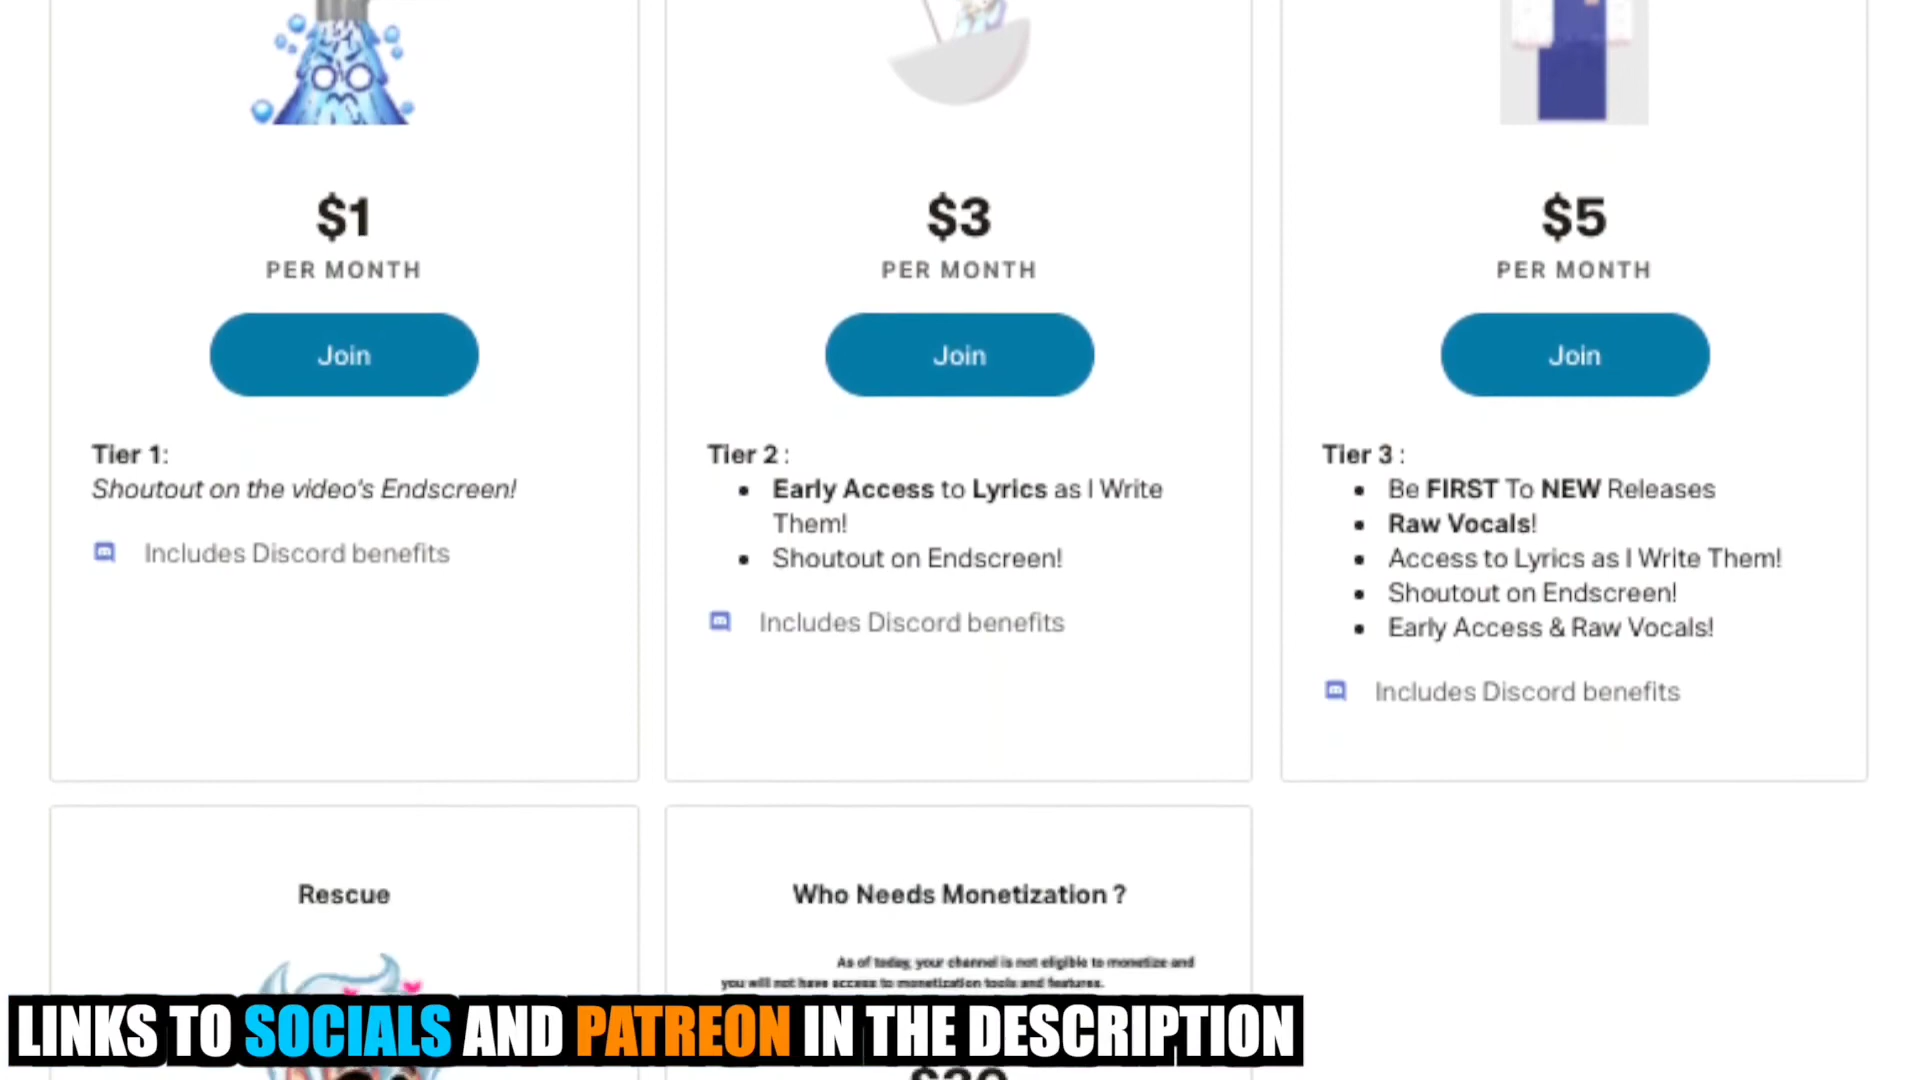 $1
PER MONTH
Join
Tier 1:
Shoutout on the video's Endscreen!
Includes Discord benefits
$3
PER MONTH
Join
Tier 2 :
Early Access to Lyrics as I Write
Them!
Shoutout on Endscreen!
Includes Discord benefits
$5
PER MONTH
Join
Tier 3 :
Be FIRST To NEW Releases
Raw Vocals!
Access to Lyrics as I Write Them!
Shoutout on Endscreen!
Early Access & Raw Vocals!
Includes Discord benefits
Rescue
Who Needs Monetization ?
As of today, your channel is not eligible to monetize and
you will not have access to monetization tools and features.
LINKS TO SOCIALS AND PATREON IN THE DESCRIPTION